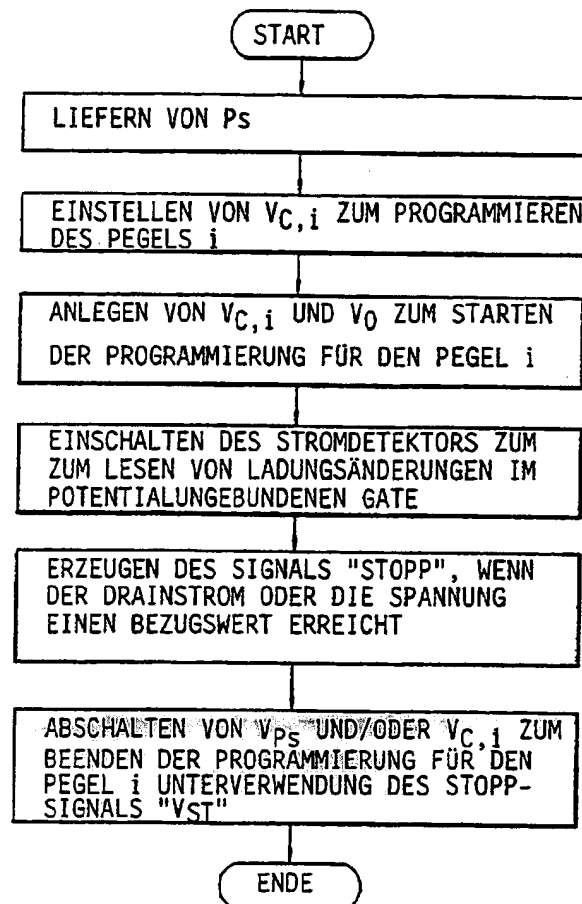 START
LIEFERN VON Ps
EINSTELLEN VON VC,i ZUM PROGRAMMIEREN
DES PEGELS i
ANLEGEN VON VC,i UND VO ZUM STARTEN
DER PROGRAMMIERUNG FÜR DEN PEGEL i
EINSCHALTEN DES STROMDETEKTORS ZUM
ZUM LESEN VON LADUNGSÄNDERUNGEN IM
POTENTIALUNGEBUNDENEN GATE
ERZEUGEN DES SIGNALS "STOPP", WENN
DER DRAINSTROM ODER DIE SPANNUNG
EINEN BEZUGSWERT ERREICHT
ABSCHALTEN VON VPs UND/ODER VC,i ZUM
BEENDEN DER PROGRAMMIERUNG FÜR DEN
PEGEL i UNTERVERWENDUNG DES STOPP-
SIGNALS "VST"
ENDE